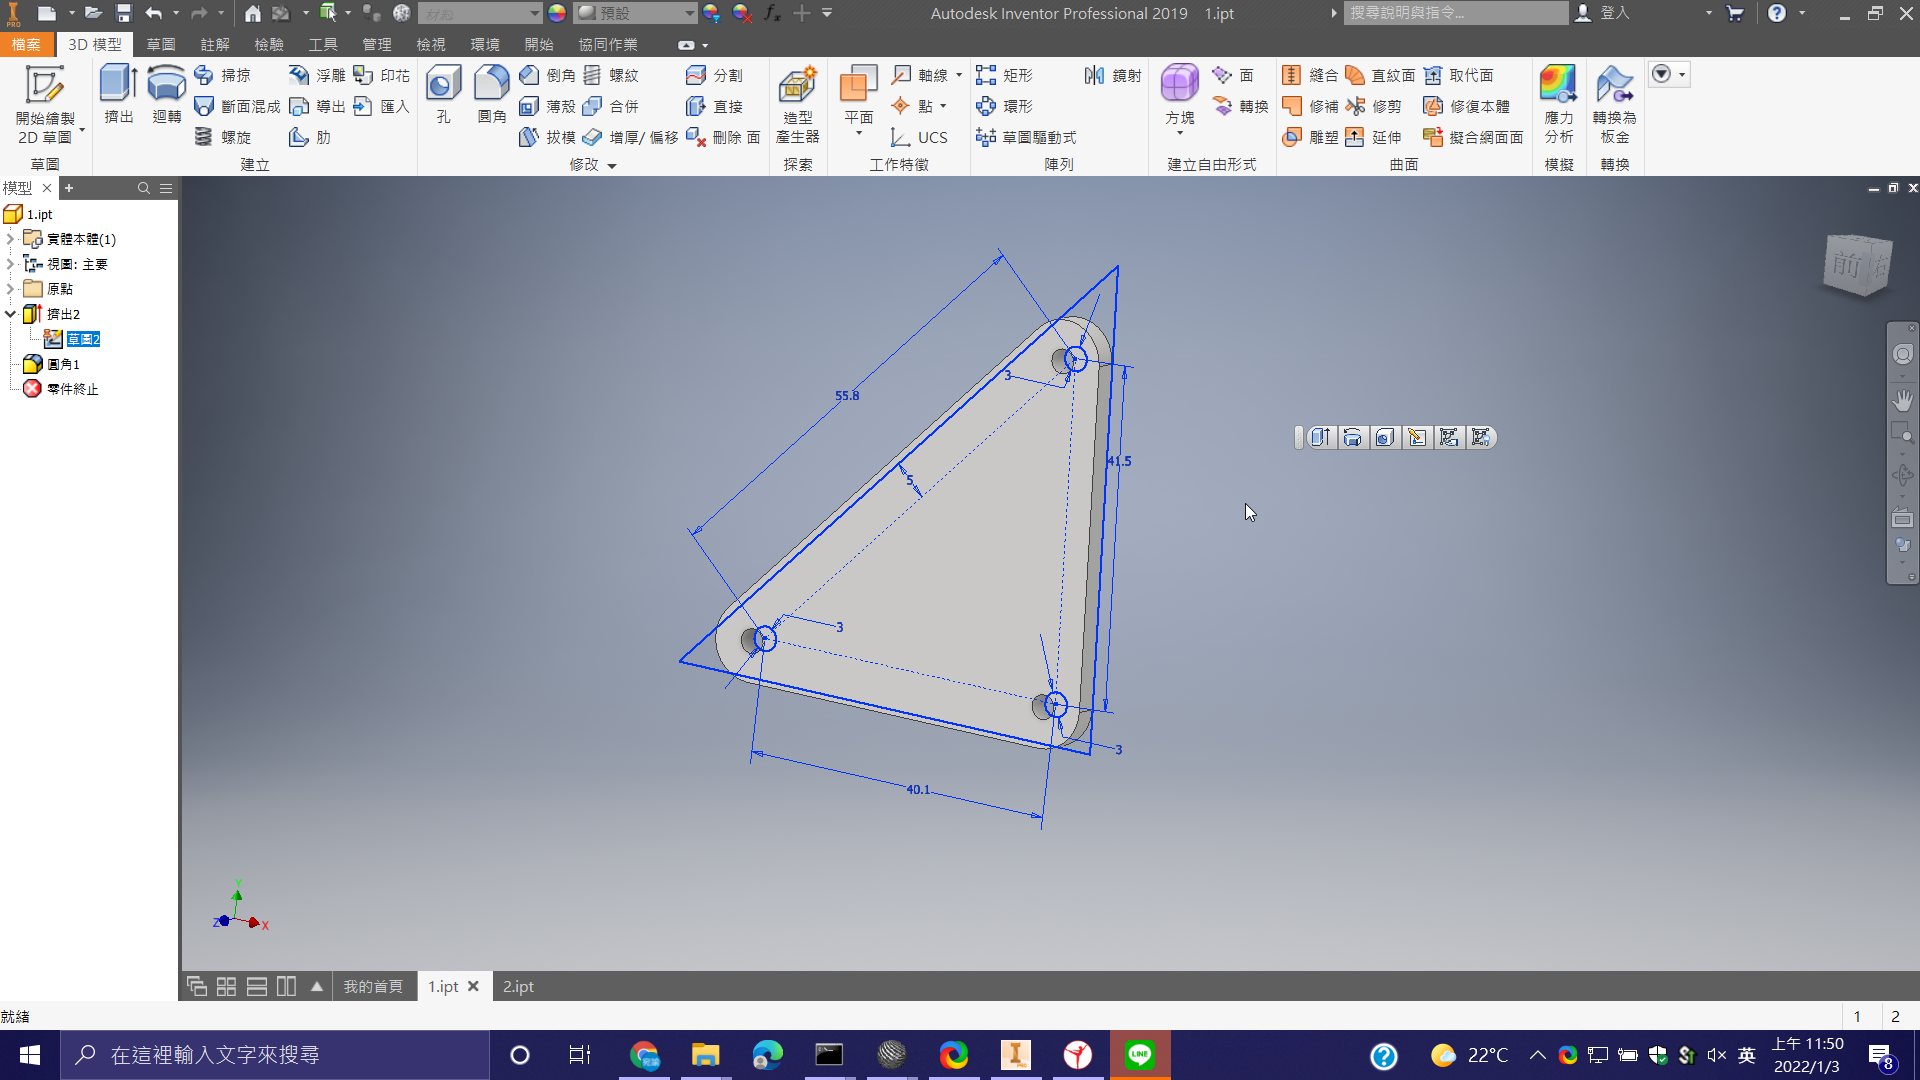 PRO
材料
預設
fx
Autodesk Inventor Professional 2019 1.ipt
搜尋說明與指令...
登入
檔案 3D 模型 草圖 註解 檢驗 工具 管理 檢視 環境 開始 協同作業
開始繪製
2D 草圖
草圖
擠出
迴轉
掃掠
斷面混成
螺旋
浮雕
導出
肋
印花
匯入
建立
孔
圓角
倒角
薄殼
拔模
螺紋
合併
增厚/ 偏移
分割
直接
刪除 面
修改
造型
產生器
探索
平面
軸線
點
UCS
工作特徵
矩形
環形
草圖驅動式
鏡射
陣列
方塊
面
轉換
建立自由形式
縫合
修補
雕塑
直紋面
修剪
延伸
取代面
修復本體
擬合網面面
曲面
應力
分析
模擬
轉換為
板金
轉換
模型
1.ipt
實體本體(1)
視圖: 主要
原點
擠出2
草圖2
圓角1
零件終止
前
右
55.8
3
41.5
5
3
3
40.1
Y
Z
X
我的首頁 1.ipt 2.ipt
就緒
1 2
在這裡輸入文字來搜尋
LINE
22°C
英
上午 11:50
2022/1/3
8